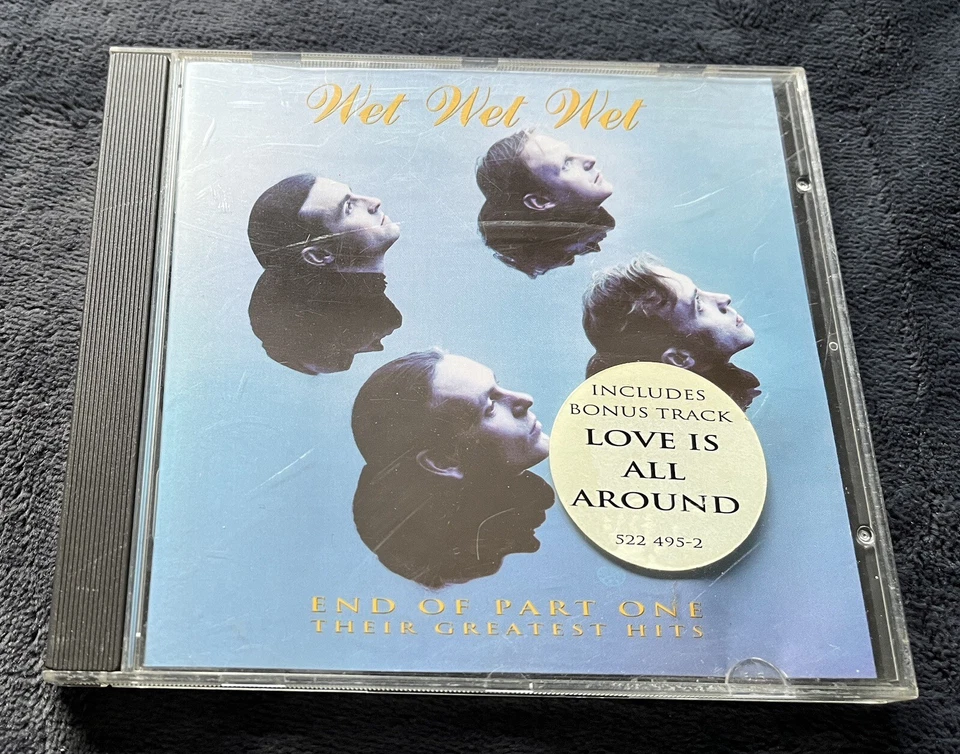 Wet Wet Wet
INCLUDES
BONUS TRACK
LOVE IS
ALL
AROUND
522 495-2
END OF PART ONE
THEIR GREATEST HITS